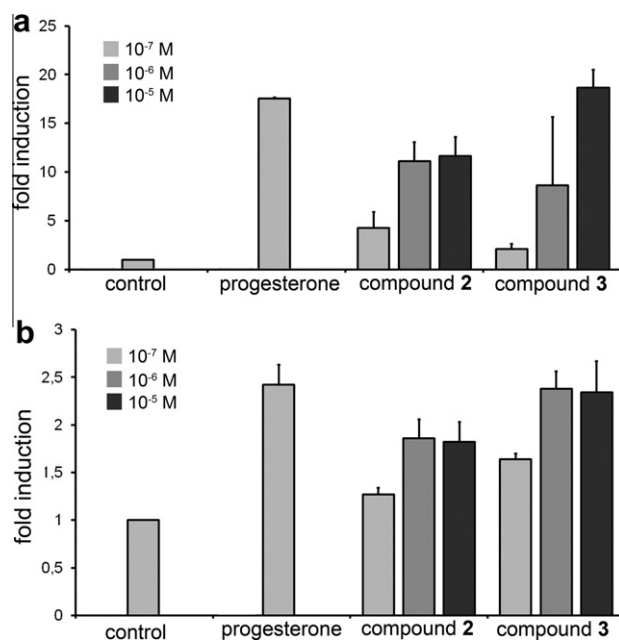 a
25
20
15
10
5
0
fold induction
10⁻⁷ M
10⁻⁶ M
10⁻⁵ M
control progesterone compound 2 compound 3
b
3
2,5
2
1,5
1
0,5
0
fold induction
10⁻⁷ M
10⁻⁶ M
10⁻⁵ M
control progesterone compound 2 compound 3